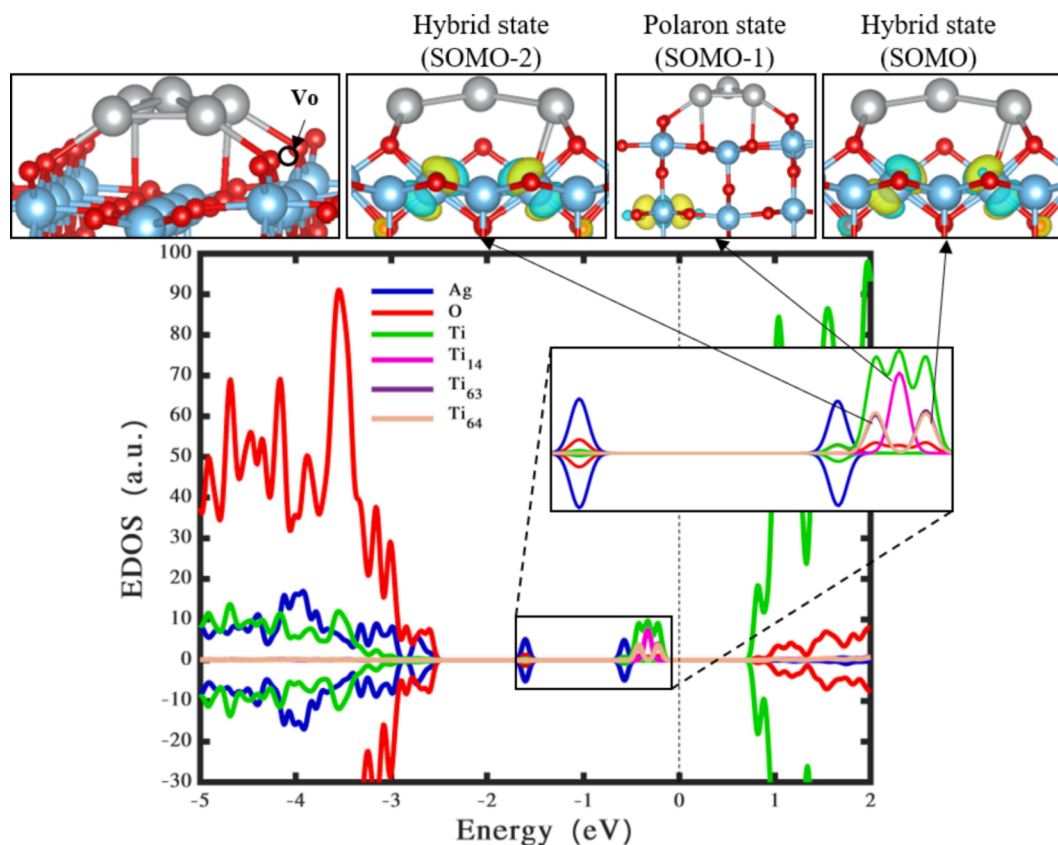 Hybrid state
(SOMO-2)
Polaron state
(SOMO-1)
Hybrid state
(SOMO)
Vo
100
90
80
70
60
50
40
30
20
10
0
-10
-20
-30
EDOS (a.u.)
Ag
O
Ti
Ti14
Ti63
Ti64
-5 -4 -3 -2 -1 0 1 2
Energy (eV)